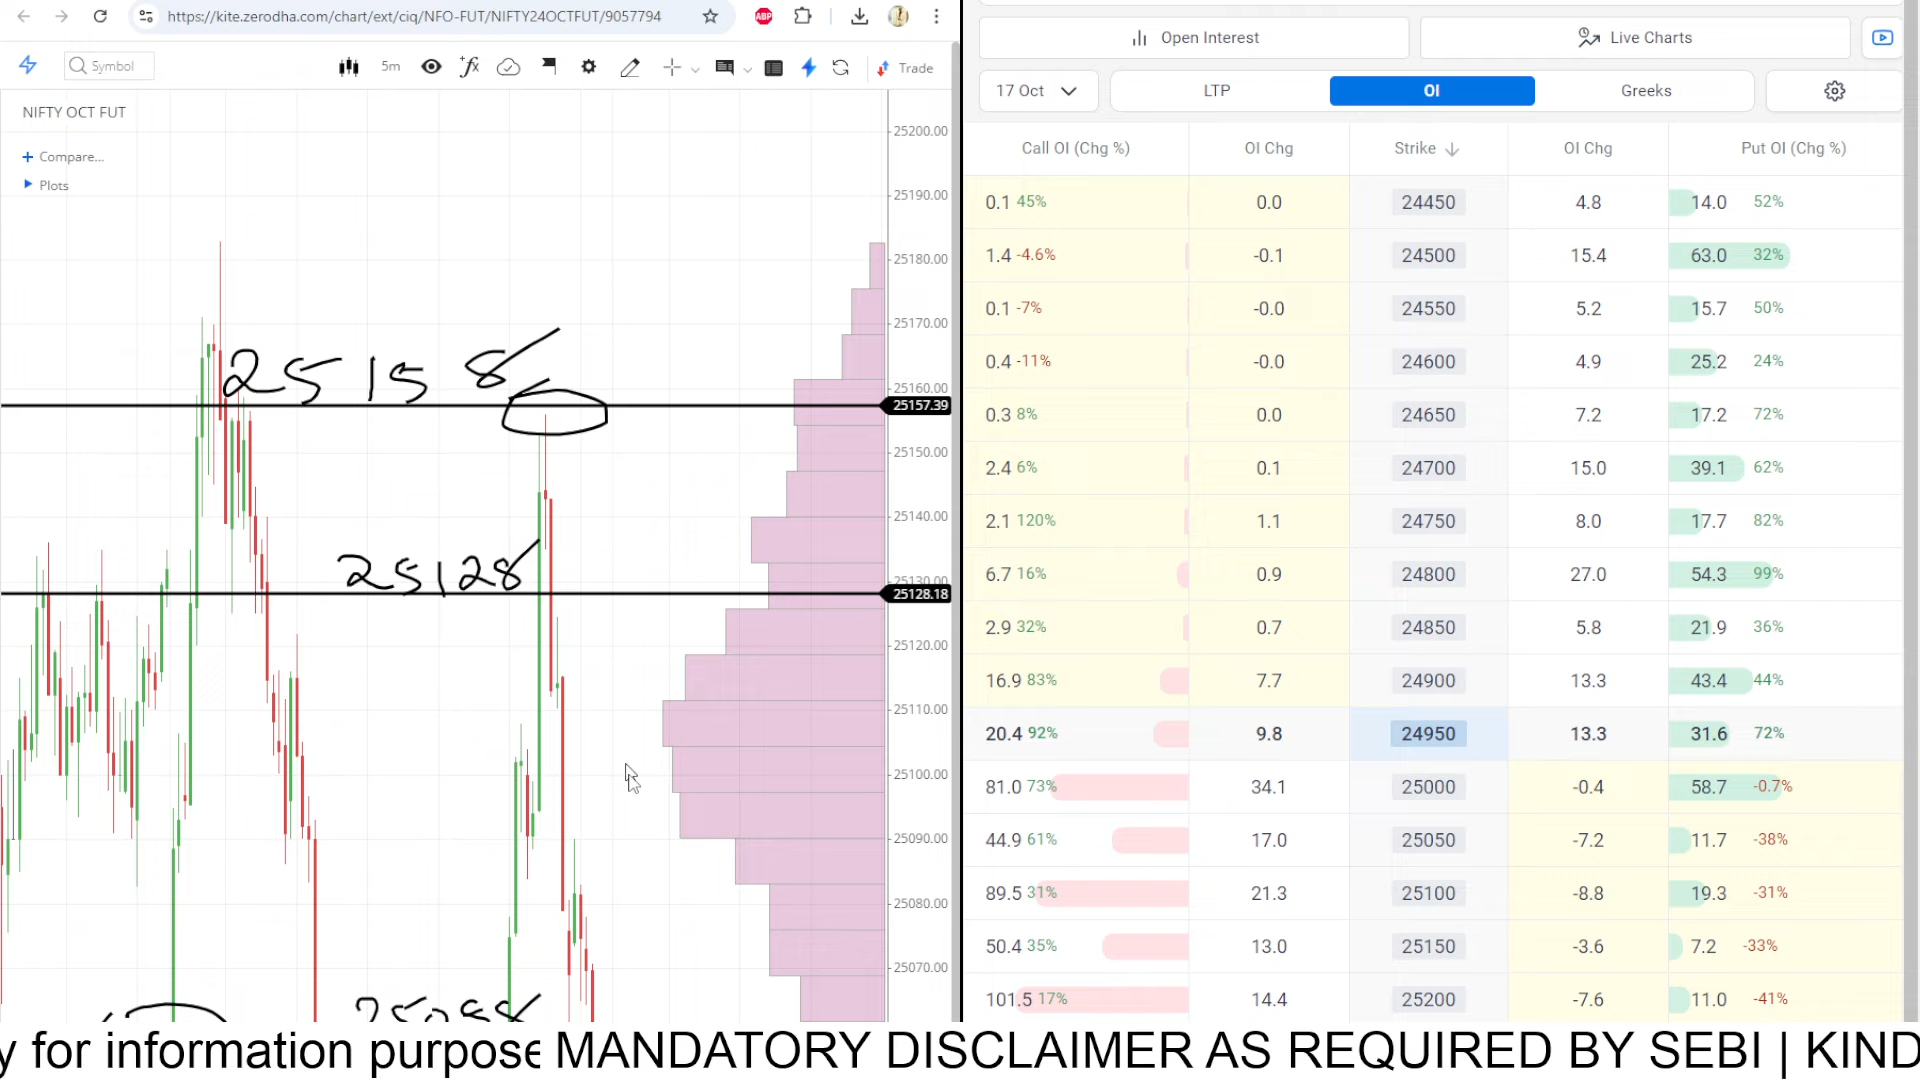 https://kite.zerodha.com/chart/ext/ciq/NFO-FUT/NIFTY24OCTFUT/9057794
ABP
Symbol
5m
Trade
NIFTY OCT FUT
Compare...
Plots
25200.00
25190.00
25180.00
25170.00
25160.00
25157.39
25150.00
25140.00
25130.00
25128.18
25120.00
25110.00
25100.00
25090.00
25080.00
25070.00
25158
25128
Open Interest
Live Charts
17 Oct
LTP
OI
Greeks
Call OI (Chg %) OI Chg Strike OI Chg Put OI (Chg %)
0.1 45% 0.0 24450 4.8 14.0 52%
1.4 -4.6% -0.1 24500 15.4 63.0 32%
0.1 -7% -0.0 24550 5.2 15.7 50%
0.4 -11% -0.0 24600 4.9 25.2 24%
0.3 8% 0.0 24650 7.2 17.2 72%
2.4 6% 0.1 24700 15.0 39.1 62%
2.1 120% 1.1 24750 8.0 17.7 82%
6.7 16% 0.9 24800 27.0 54.3 99%
2.9 32% 0.7 24850 5.8 21.9 36%
16.9 83% 7.7 24900 13.3 43.4 44%
20.4 92% 9.8 24950 13.3 31.6 72%
81.0 73% 34.1 25000 -0.4 58.7 -0.7%
44.9 61% 17.0 25050 -7.2 11.7 -38%
89.5 31% 21.3 25100 -8.8 19.3 -31%
50.4 35% 13.0 25150 -3.6 7.2 -33%
101.5 17% 14.4 25200 -7.6 11.0 -41%
y for information purpose MANDATORY DISCLAIMER AS REQUIRED BY SEBI | KIND